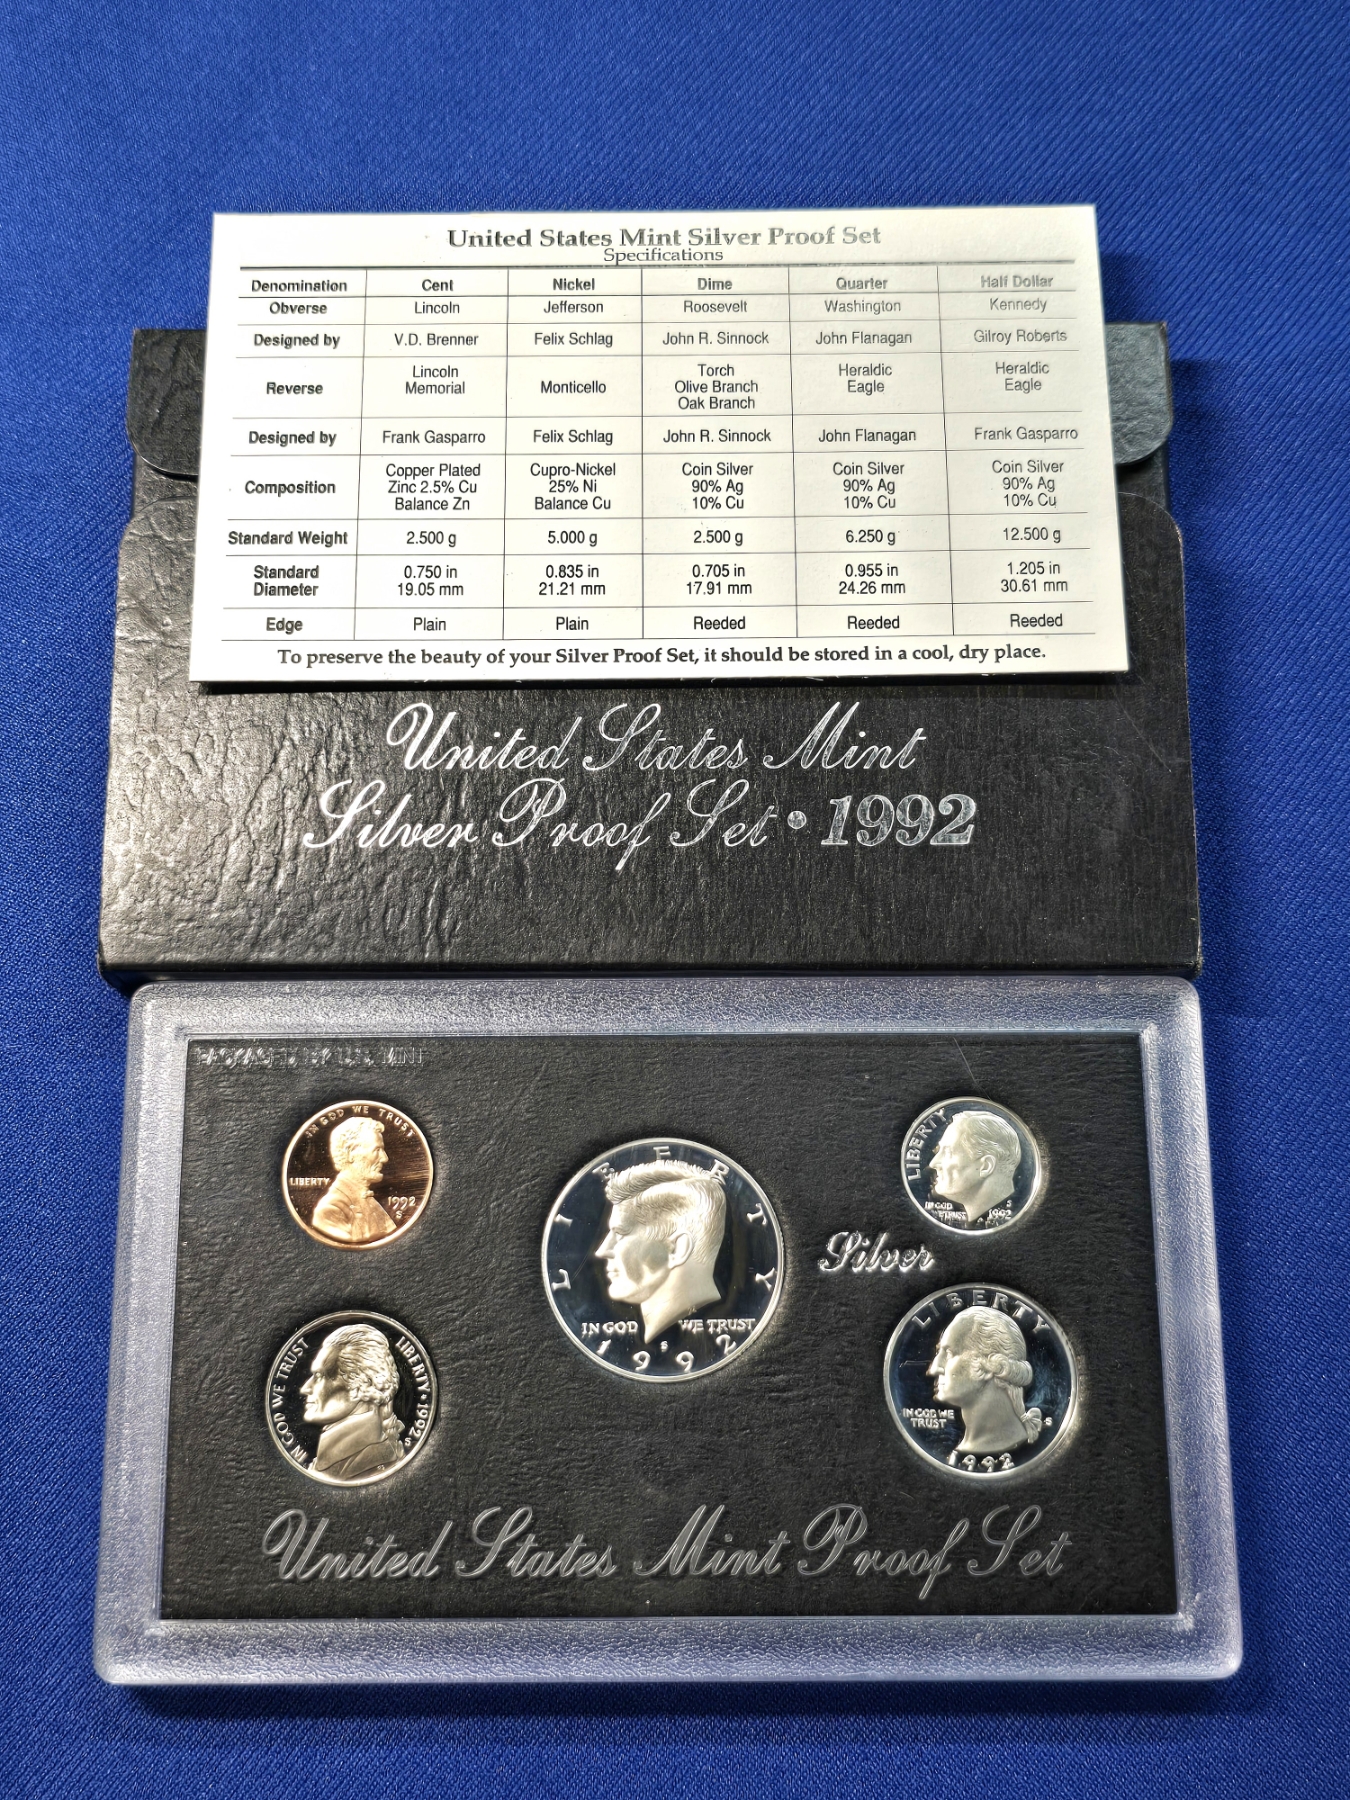 United States Mint Silver Proof Set
Specifications
Denomination Cent Nickel Dime Quarter Half Dollar
Obverse Lincoln Jefferson Roosevelt Washington Kennedy
Designed by V.D. Brenner Felix Schlag John R. Sinnock John Flanagan Gilroy Roberts
Reverse Lincoln Memorial Monticello Torch Olive Branch Oak Branch Heraldic Eagle Heraldic Eagle
Designed by Frank Gasparro Felix Schlag John R. Sinnock John Flanagan Frank Gasparro
Composition Copper Plated Zinc 2.5% Cu Balance Zn Cupro-Nickel 25% Ni Balance Cu Coin Silver 90% Ag 10% Cu Coin Silver 90% Ag 10% Cu Coin Silver 90% Ag 10% Cu
Standard Weight 2.500 g 5.000 g 2.500 g 6.250 g 12.500 g
Standard Diameter 0.750 in 19.05 mm 0.835 in 21.21 mm 0.705 in 17.91 mm 0.955 in 24.26 mm 1.205 in 30.61 mm
Edge Plain Plain Reeded Reeded Reeded
To preserve the beauty of your Silver Proof Set, it should be stored in a cool, dry place.
United States Mint
Silver Proof Set • 1992
PACKAGED BY U.S. MINT
IN GOD WE TRUST
LIBERTY
1992
S
LIBERTY
IN GOD WE TRUST
S
1992
LIBERTY
IN GOD WE TRUST
S
1992
Silver
IN GOD WE TRUST
LIBERTY • 1992
S
LIBERTY
IN GOD WE
TRUST
S
1992
United States Mint Proof Set